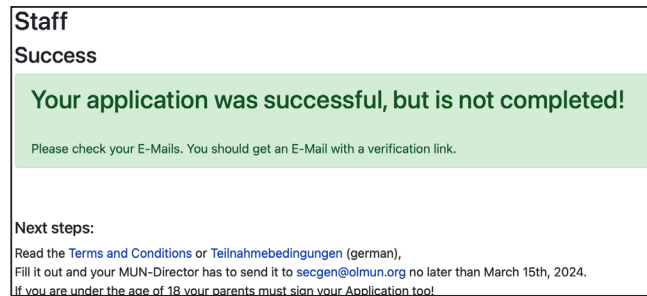 Staff
Success
Your application was successful, but is not completed!
Please check your E-Mails. You should get an E-Mail with a verification link.
Next steps:
Read the Terms and Conditions or Teilnahmebedingungen (german),
Fill it out and your MUN-Director has to send it to secgen@olmun.org no later than March 15th, 2024.
If you are under the age of 18 your parents must sign your Application too!